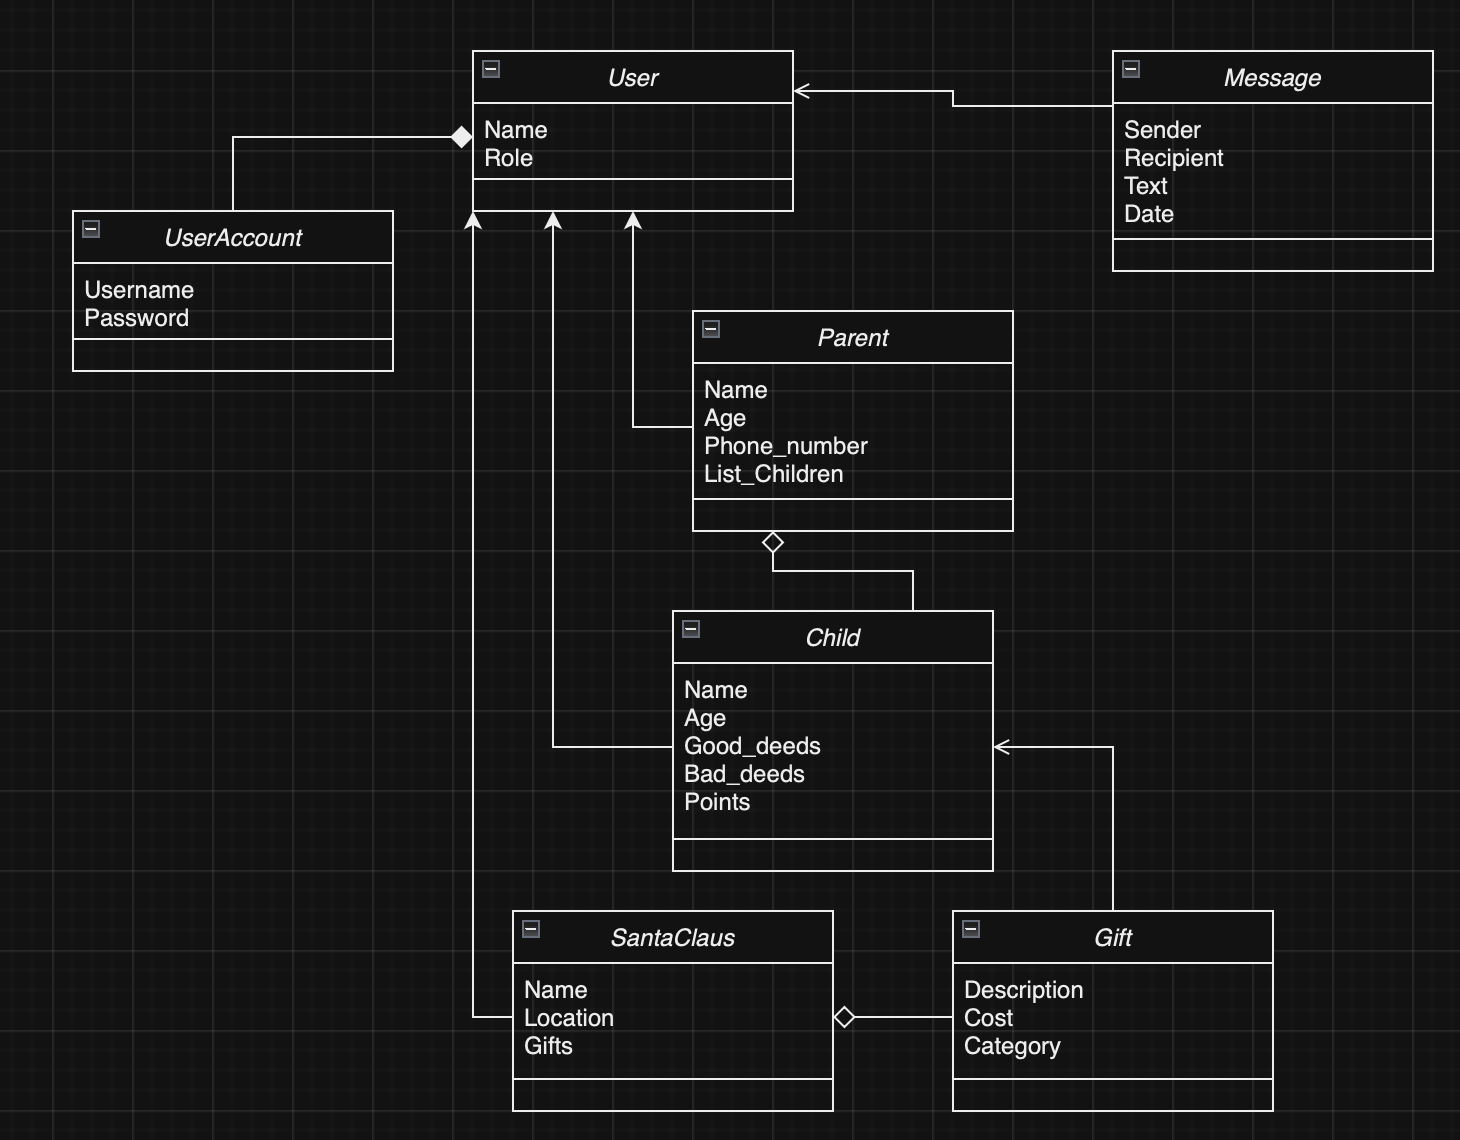 User
Name
Role
Message
Sender
Recipient
Text
Date
UserAccount
Username
Password
Parent
Name
Age
Phone_number
List_Children
Child
Name
Age
Good_deeds
Bad_deeds
Points
SantaClaus
Name
Location
Gifts
Gift
Description
Cost
Category